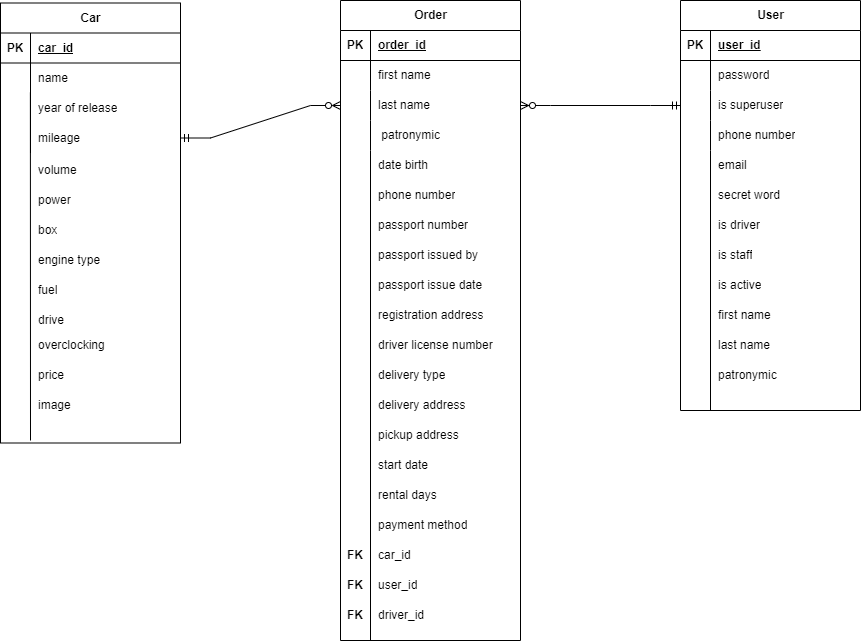 Car
PK car_id
name
year of release
mileage
volume
power
box
engine type
fuel
drive
overclocking
price
image
Order
PK order_id
first name
last name
patronymic
date birth
phone number
passport number
passport issued by
passport issue date
registration address
driver license number
delivery type
delivery address
pickup address
start date
rental days
payment method
FK car_id
FK user_id
FK driver_id
User
PK user_id
password
is superuser
phone number
email
secret word
is driver
is staff
is active
first name
last name
patronymic